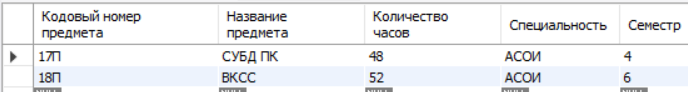 Кодовый номер предмета Название предмета Количество часов Специальность Семестр
17П СУБД ПК 48 АСОИ 4
18П ВКСС 52 АСОИ 6